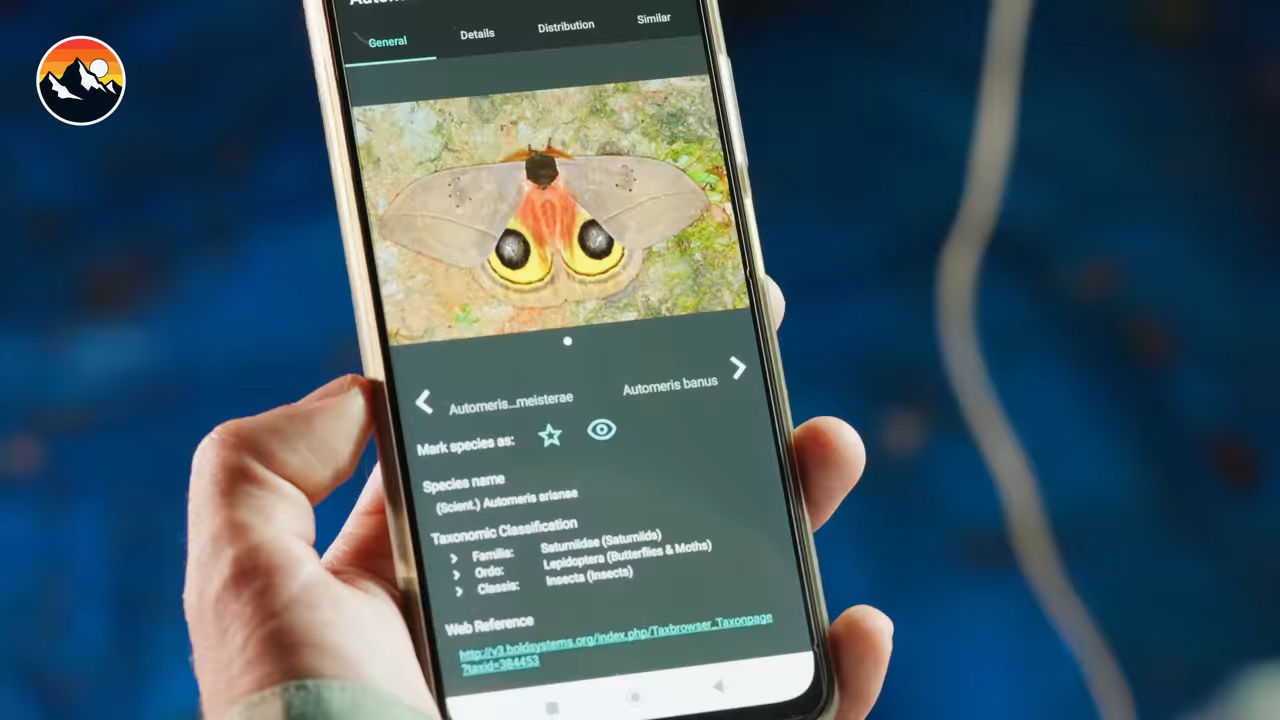 General
Details
Distribution
Similar
Automeris...meisterae
Automeris banus
Mark species as:
Species name
(Scient.) Automeris arianae
Taxonomic Classification
Familia: Saturniidae (Saturniids)
Ordo: Lepidoptera (Butterflies & Moths)
Classis: Insecta (Insects)
Web Reference
http://v3.boldsystems.org/index.php/Taxbrowser_Taxonpage
?taxid=384453